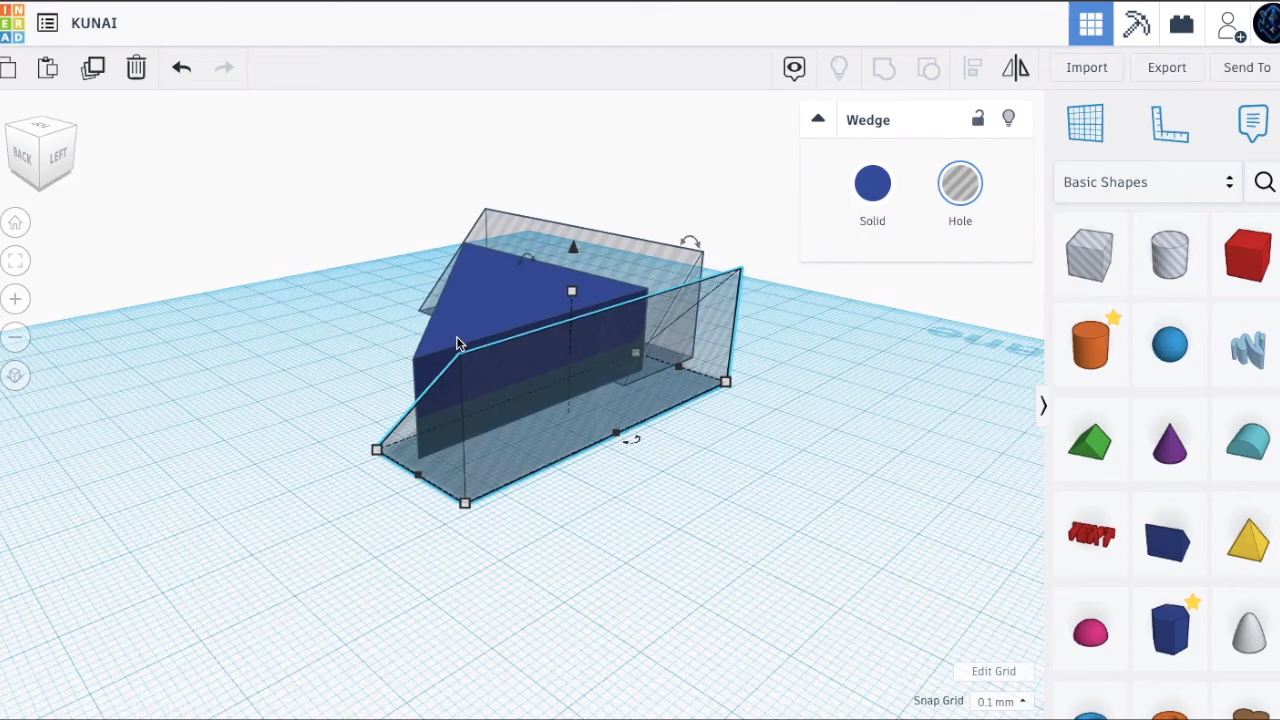 KUNAI
Import
Export
Send To
Wedge
BACK
LEFT
Solid
Hole
Basic Shapes
TEXT
Edit Grid
Snap Grid
0.1 mm